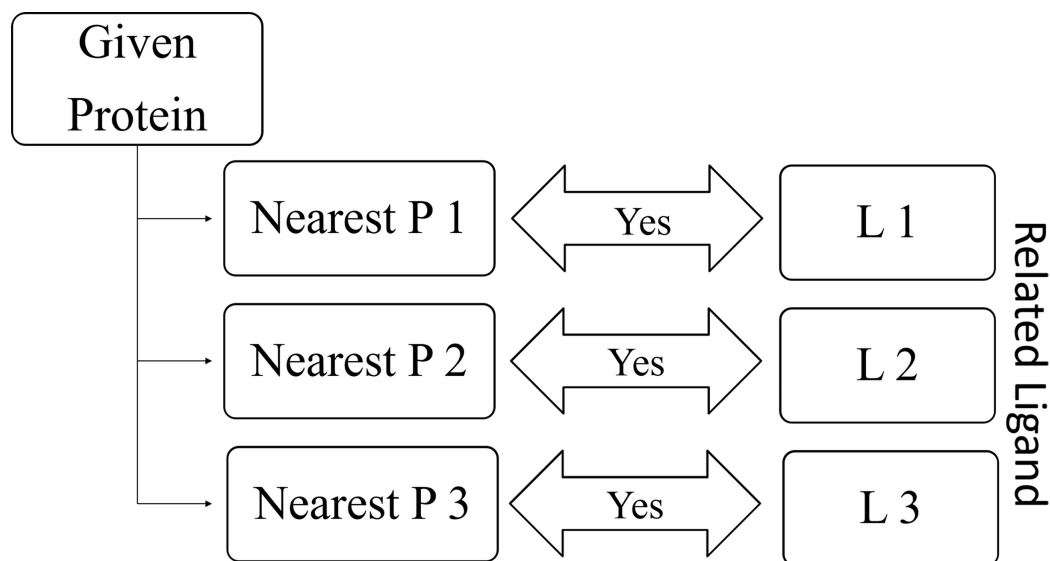 Given
Protein
Nearest P 1
Yes
L 1
Nearest P 2
Yes
L 2
Nearest P 3
Yes
L 3
Related Ligand